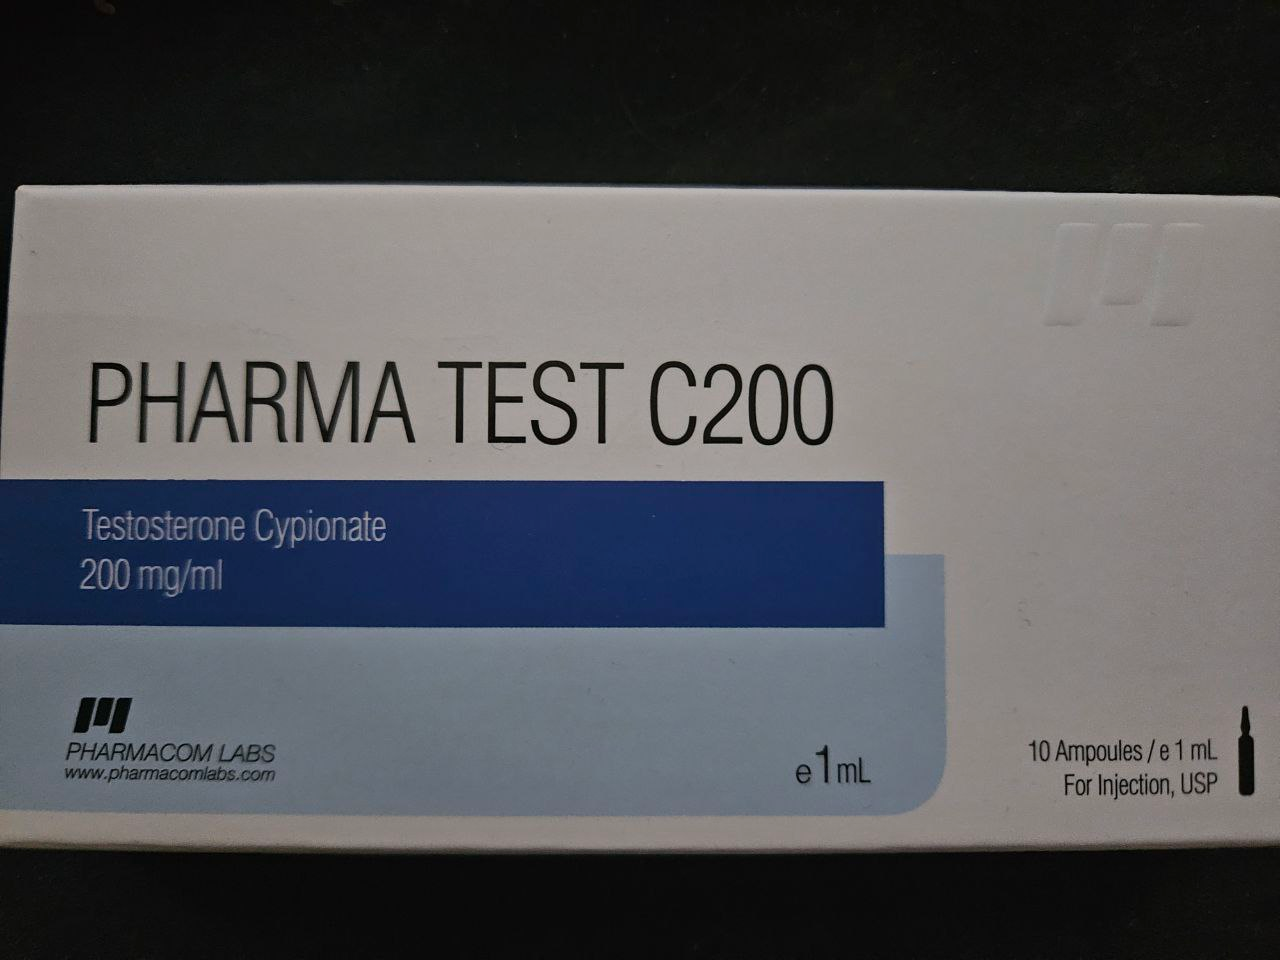 PHARMA TEST C200
Testosterone Cypionate
200 mg/ml
PHARMACOM LABS
www.pharmacomlabs.com
e1mL
10 Ampoules / e 1 mL
For Injection, USP